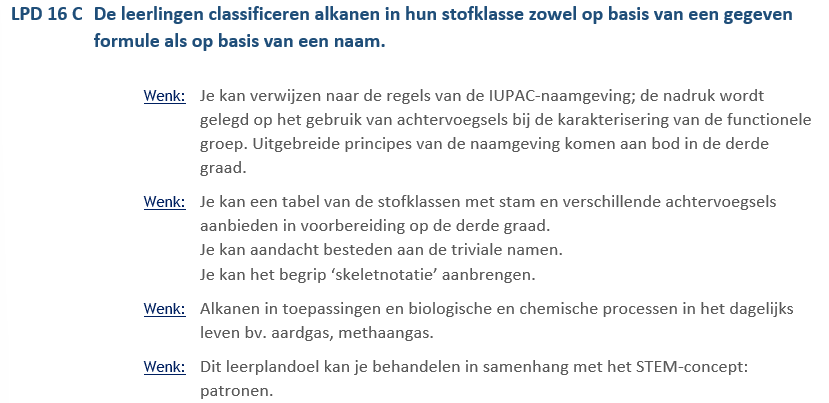 LPD 16 C De leerlingen classificeren alkanen in hun stofklasse zowel op basis van een gegeven
formule als op basis van een naam.
Wenk: Je kan verwijzen naar de regels van de IUPAC-naamgeving; de nadruk wordt
gelegd op het gebruik van achtervoegsels bij de karakterisering van de functionele
groep. Uitgebreide principes van de naamgeving komen aan bod in de derde
graad.
Wenk: Je kan een tabel van de stofklassen met stam en verschillende achtervoegsels
aanbieden in voorbereiding op de derde graad.
Je kan aandacht besteden aan de triviale namen.
Je kan het begrip ‘skeletnotatie’ aanbrengen.
Wenk: Alkanen in toepassingen en biologische en chemische processen in het dagelijks
leven bv. aardgas, methaangas.
Wenk: Dit leerplandoel kan je behandelen in samenhang met het STEM-concept:
patronen.